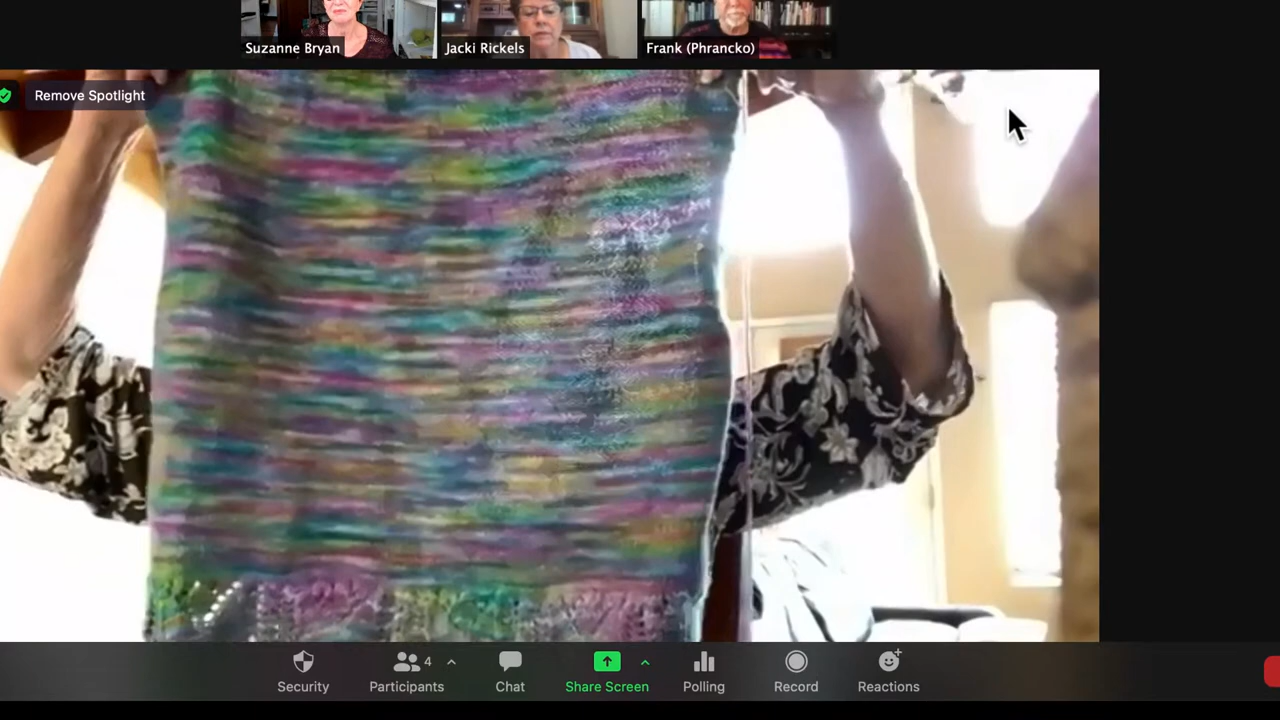 Suzanne Bryan
Jacki Rickels
Frank (Phrancko)
Remove Spotlight
4
Security
Participants
Chat
Share Screen
Polling
Record
Reactions